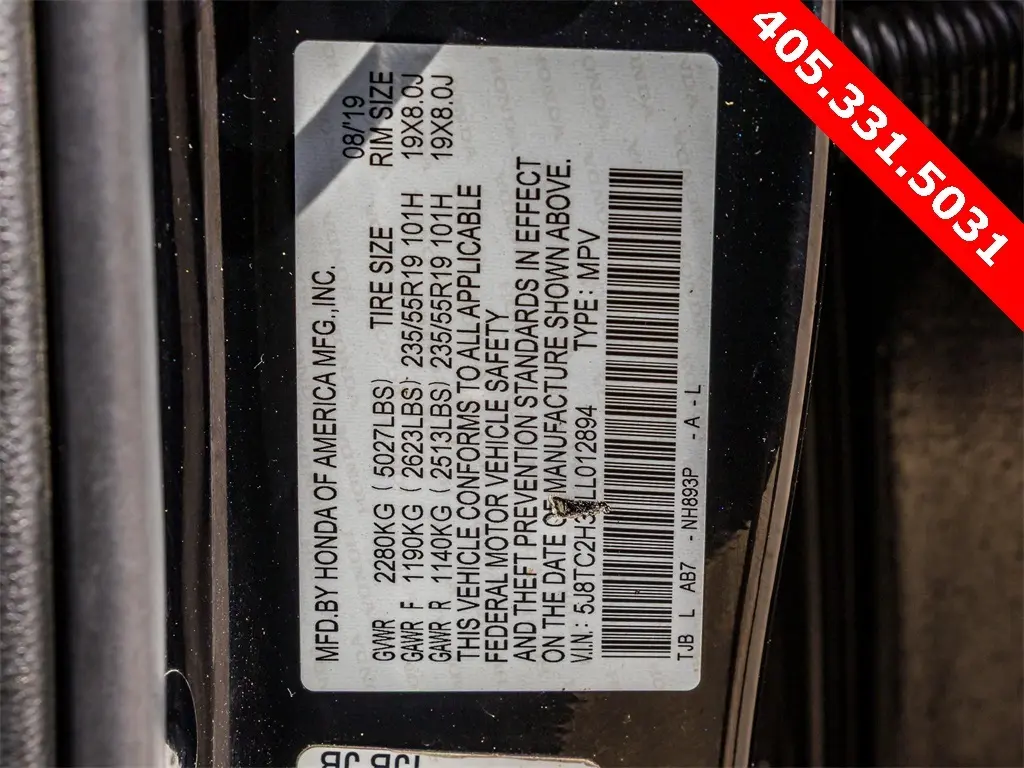 405.331.5031
MFD.BY HONDA OF AMERICA MFG.,INC. 08/19
GVWR 2280KG ( 5027LBS) TIRE SIZE RIM SIZE
GAWR F 1190KG ( 2623LBS) 235/55R19 101H 19X8.0J
GAWR R 1140KG ( 2513LBS) 235/55R19 101H 19X8.0J
THIS VEHICLE CONFORMS TO ALL APPLICABLE
FEDERAL MOTOR VEHICLE SAFETY
AND THEFT PREVENTION STANDARDS IN EFFECT
ON THE DATE OF MANUFACTURE SHOWN ABOVE.
V.I.N.: TYPE: MPV
TJB L AB7 -NH893P -A-L